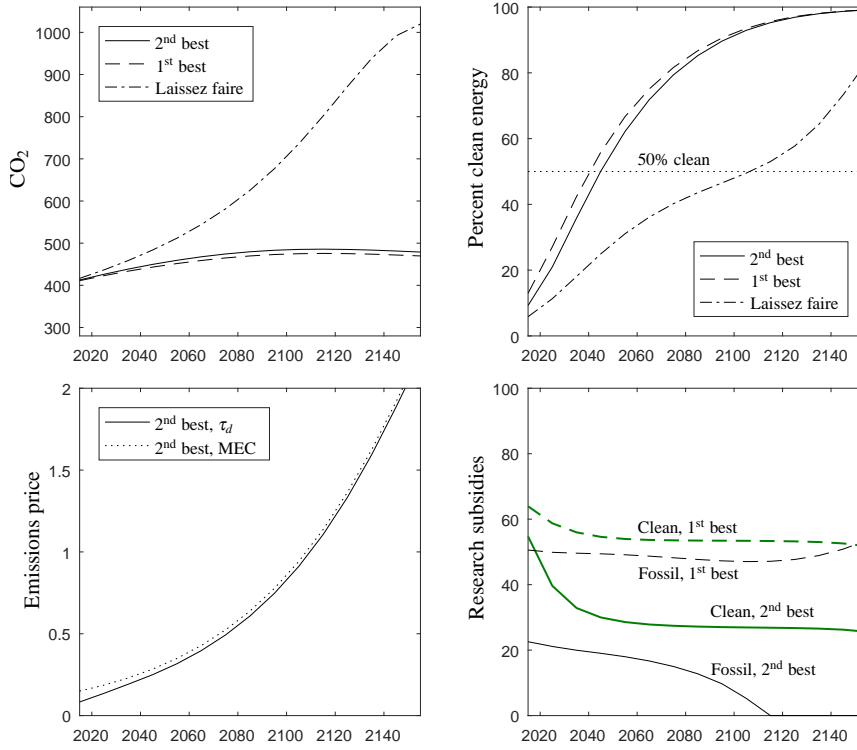 1000
900
800
700
600
500
400
300
CO2
2nd best
1st best
Laissez faire
2020 2040 2060 2080 2100 2120 2140
100
80
60
40
20
0
Percent clean energy
50% clean
2nd best
1st best
Laissez faire
2020 2040 2060 2080 2100 2120 2140
2
1.5
1
0.5
0
Emissions price
2nd best, τd
2nd best, MEC
2020 2040 2060 2080 2100 2120 2140
100
80
60
40
20
0
Research subsidies
Clean, 1st best
Fossil, 1st best
Clean, 2nd best
Fossil, 2nd best
2020 2040 2060 2080 2100 2120 2140